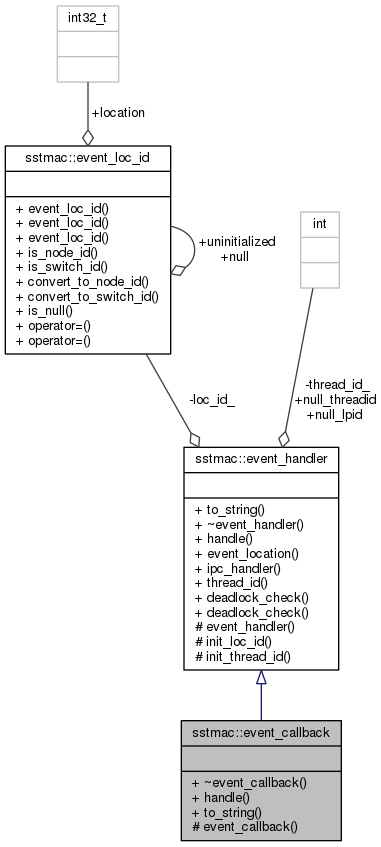 int32_t
+location
sstmac::event_loc_id
+ event_loc_id()
+ event_loc_id()
+ event_loc_id()
+ is_node_id()
+ is_switch_id()
+ convert_to_node_id()
+ convert_to_switch_id()
+ is_null()
+ operator=()
+ operator=()
+uninitialized
+null
int
-loc_id_
-thread_id_
+null_threadid
+null_lpid
sstmac::event_handler
+ to_string()
+ ~event_handler()
+ handle()
+ event_location()
+ ipc_handler()
+ thread_id()
+ deadlock_check()
+ deadlock_check()
# event_handler()
# init_loc_id()
# init_thread_id()
sstmac::event_callback
+ ~event_callback()
+ handle()
+ to_string()
# event_callback()